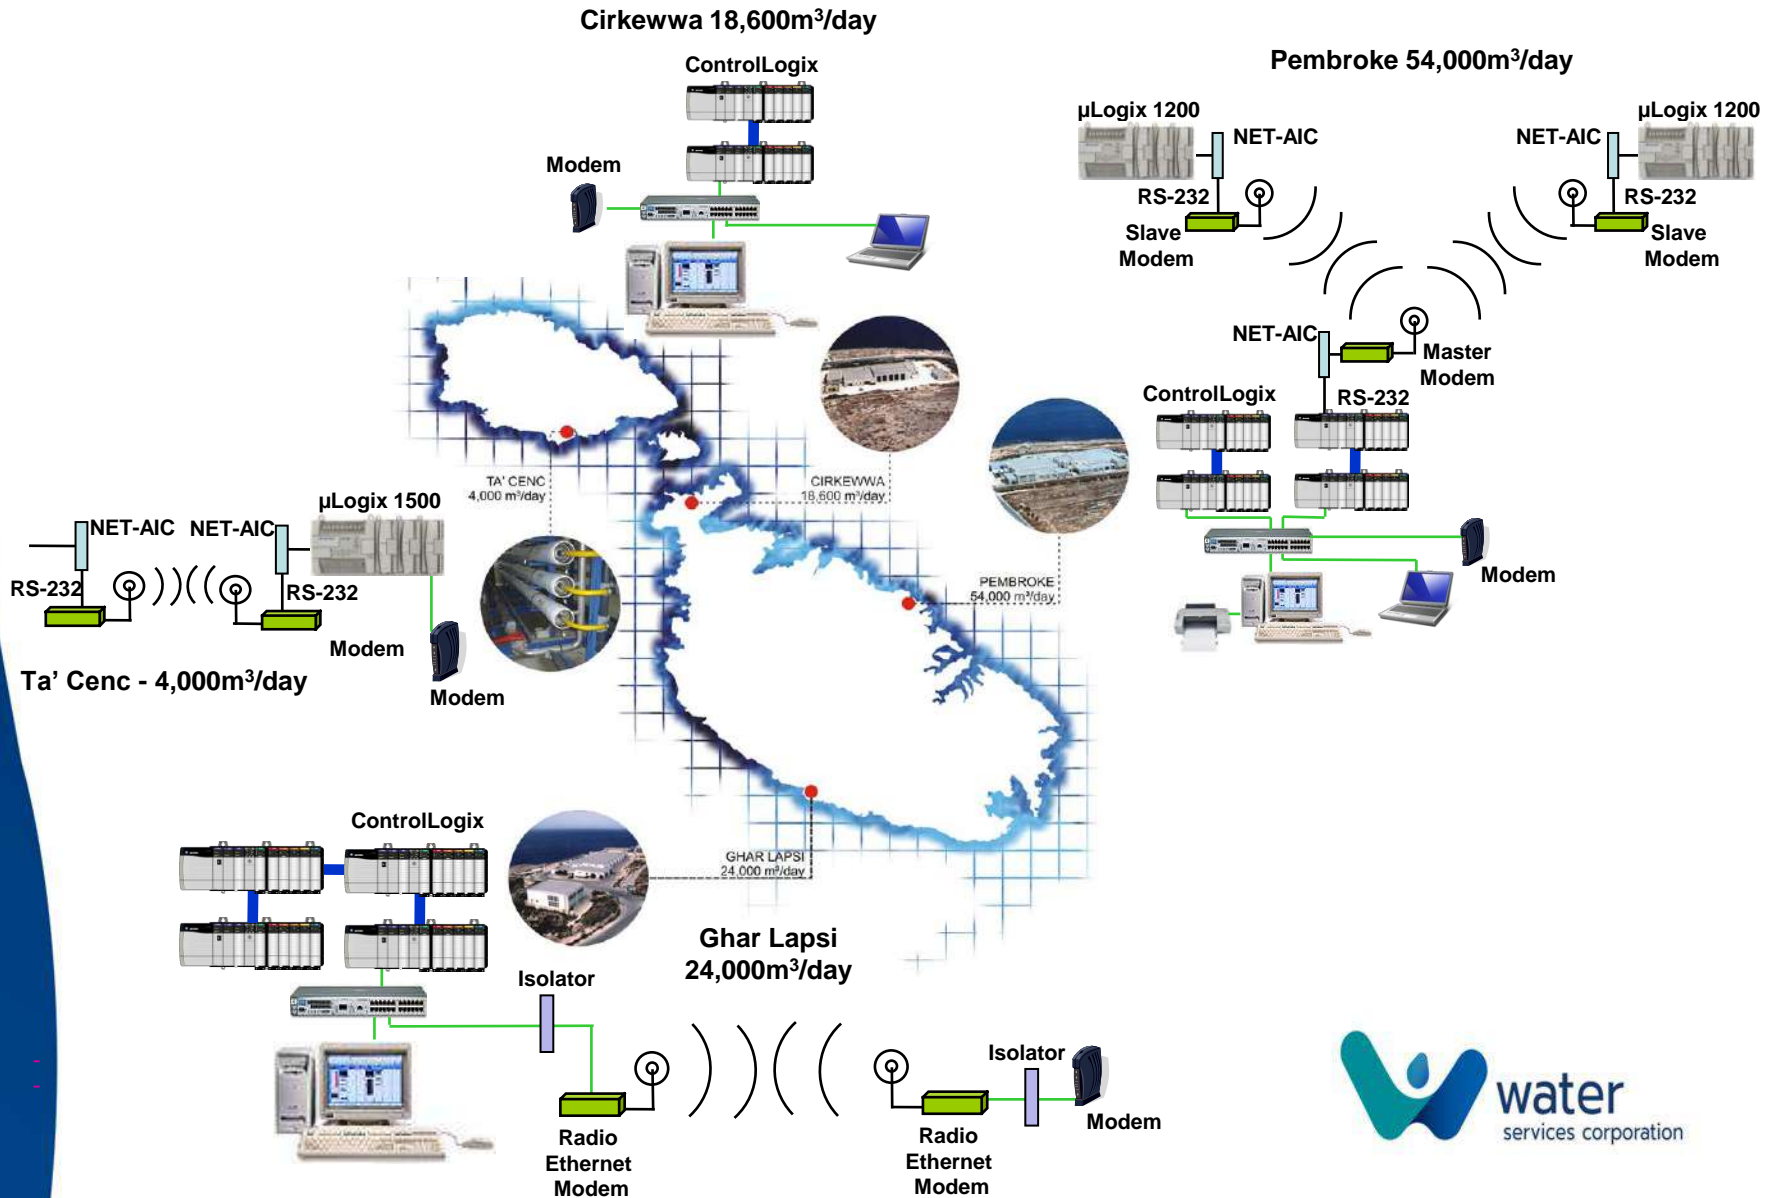 Cirkewwa 18,600m³/day
ControlLogix
Modem
Pembroke 54,000m³/day
µLogix 1200
NET-AIC
RS-232
Slave
Modem
NET-AIC
µLogix 1200
RS-232
Slave
Modem
NET-AIC
Master
Modem
ControlLogix
RS-232
Modem
TA' CENC
4,000 m³/day
CIRKEWWA
18,600 m³/day
PEMBROKE
54,000 m³/day
GHAR LAPSI
24,000 m³/day
µLogix 1500
NET-AIC
NET-AIC
RS-232
RS-232
Modem
Modem
Ta' Cenc - 4,000m³/day
ControlLogix
Ghar Lapsi
24,000m³/day
Isolator
Radio
Ethernet
Modem
Radio
Ethernet
Modem
Isolator
Modem
water
services corporation